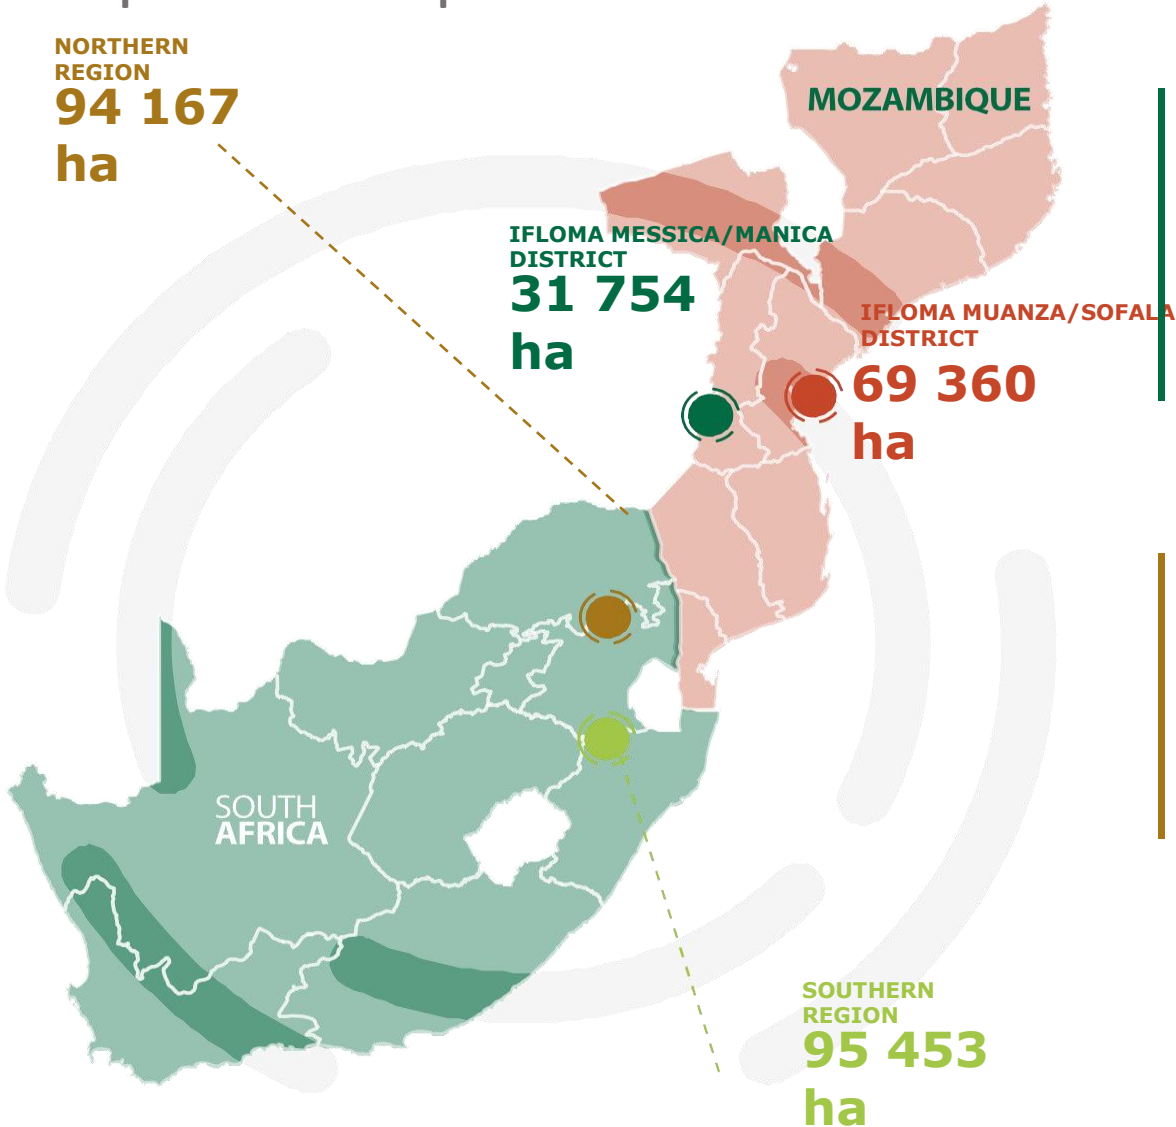 NORTHERN
REGION
94 167
ha
MOZAMBIQUE
IFLOMA MESSICA/MANICA
DISTRICT
31 754
ha
IFLOMA MUANZA/SOFALA
DISTRICT
69 360
ha
SOUTH
AFRICA
SOUTHERN
REGION
95 453
ha